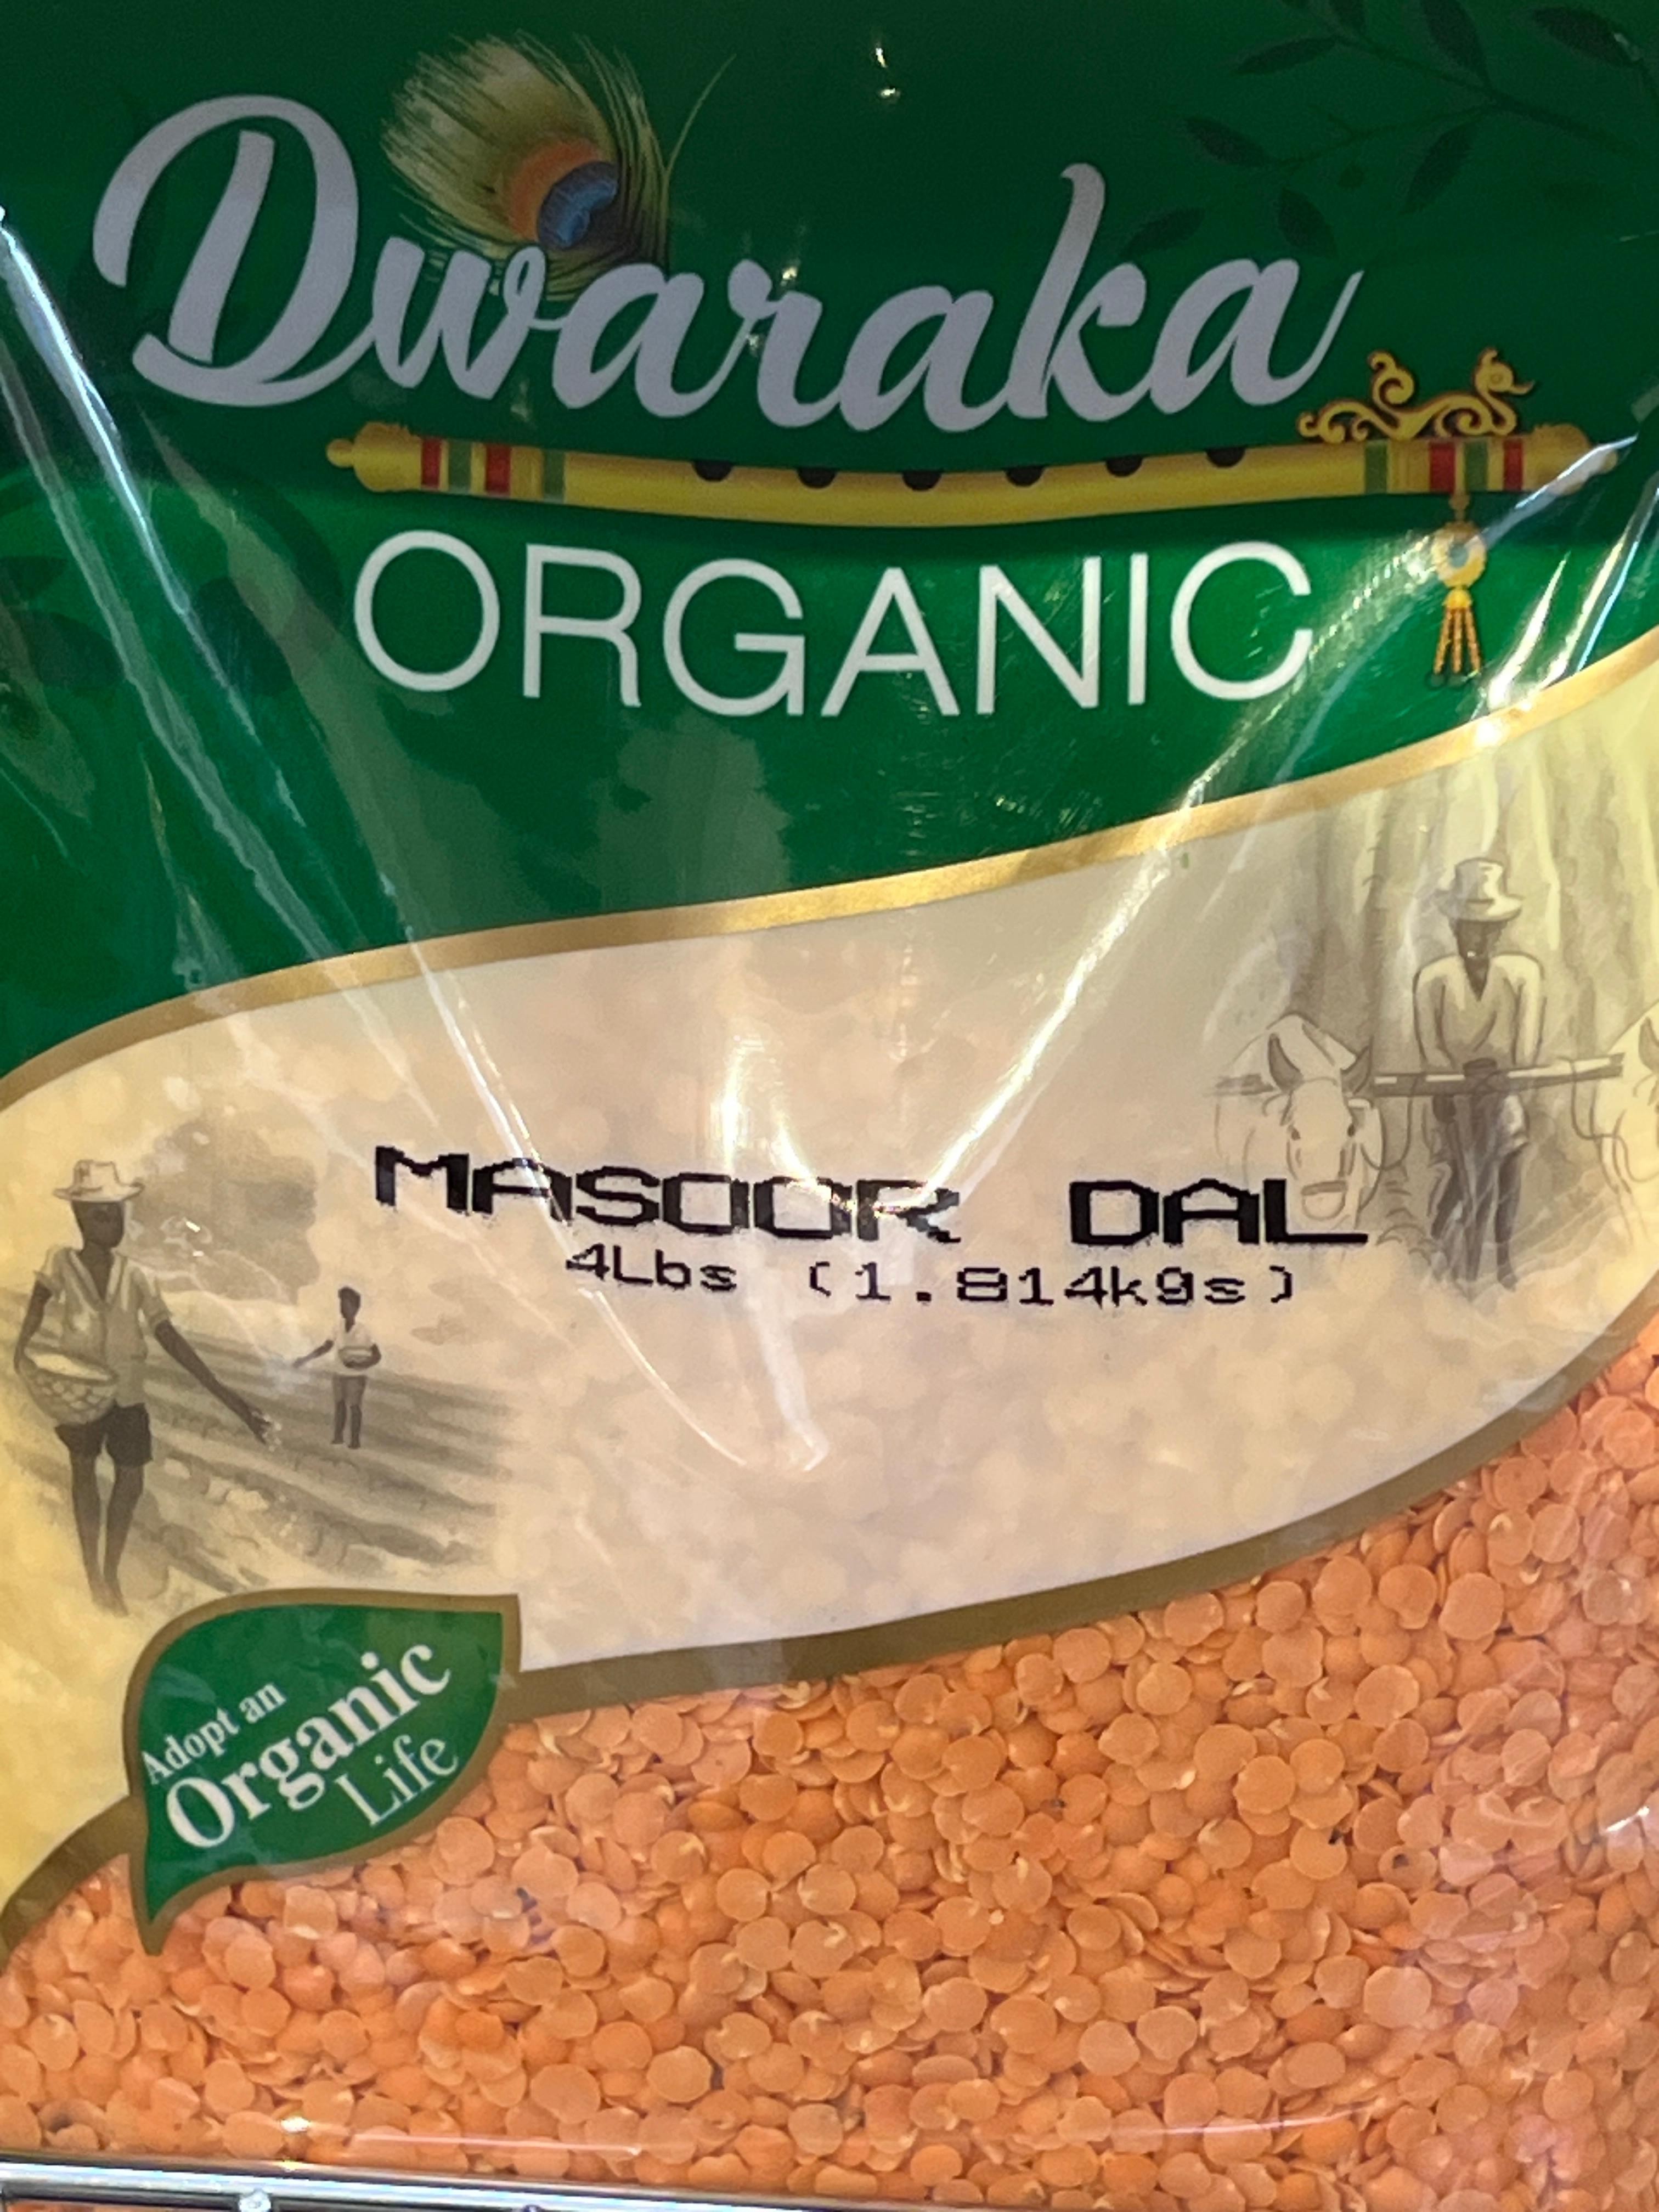 Dwaraka
ORGANIC
MASOOR DAL
4Lbs (1.814kgs)
Adopt an
Organic
Life